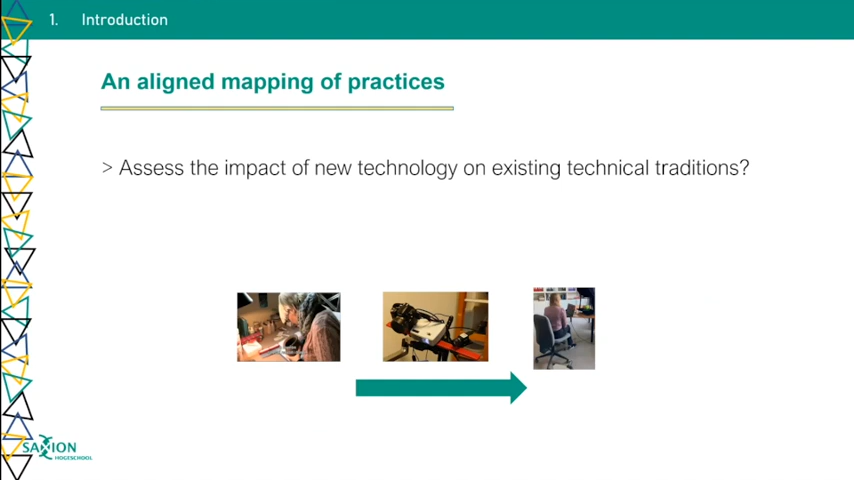 1. Introduction
An aligned mapping of practices
> Assess the impact of new technology on existing technical traditions?
SAXION
HOGESCHOOL